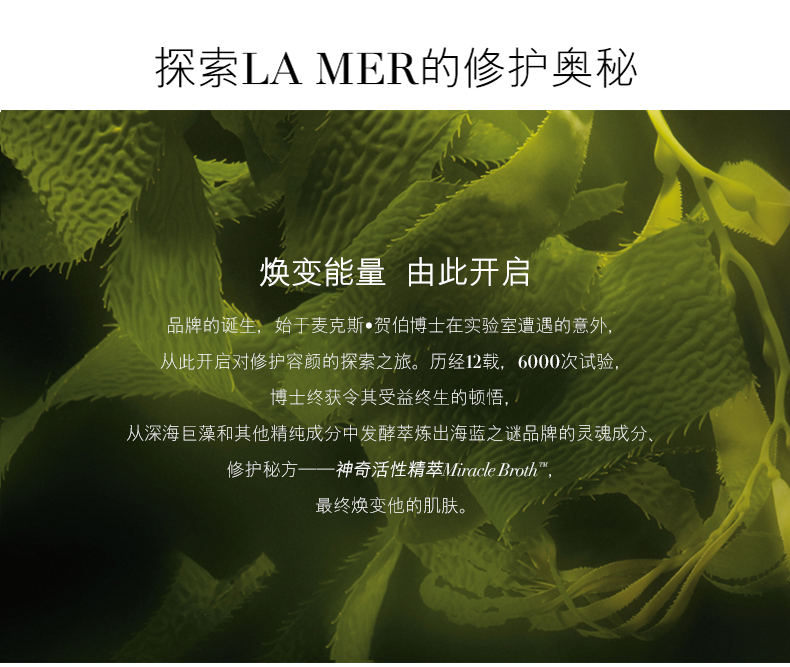 探索LA MER的修护奥秘
焕变能量 由此开启
品牌的诞生，始于麦克斯•贺伯博士在实验室遭遇的意外，
从此开启对修护容颜的探索之旅。历经12载，6000次试验，
博士终获令其受益终生的顿悟，
从深海巨藻和其他精纯成分中发酵萃炼出海蓝之谜品牌的灵魂成分、
修护秘方——神奇活性精萃Miracle Broth™，
最终焕变他的肌肤。